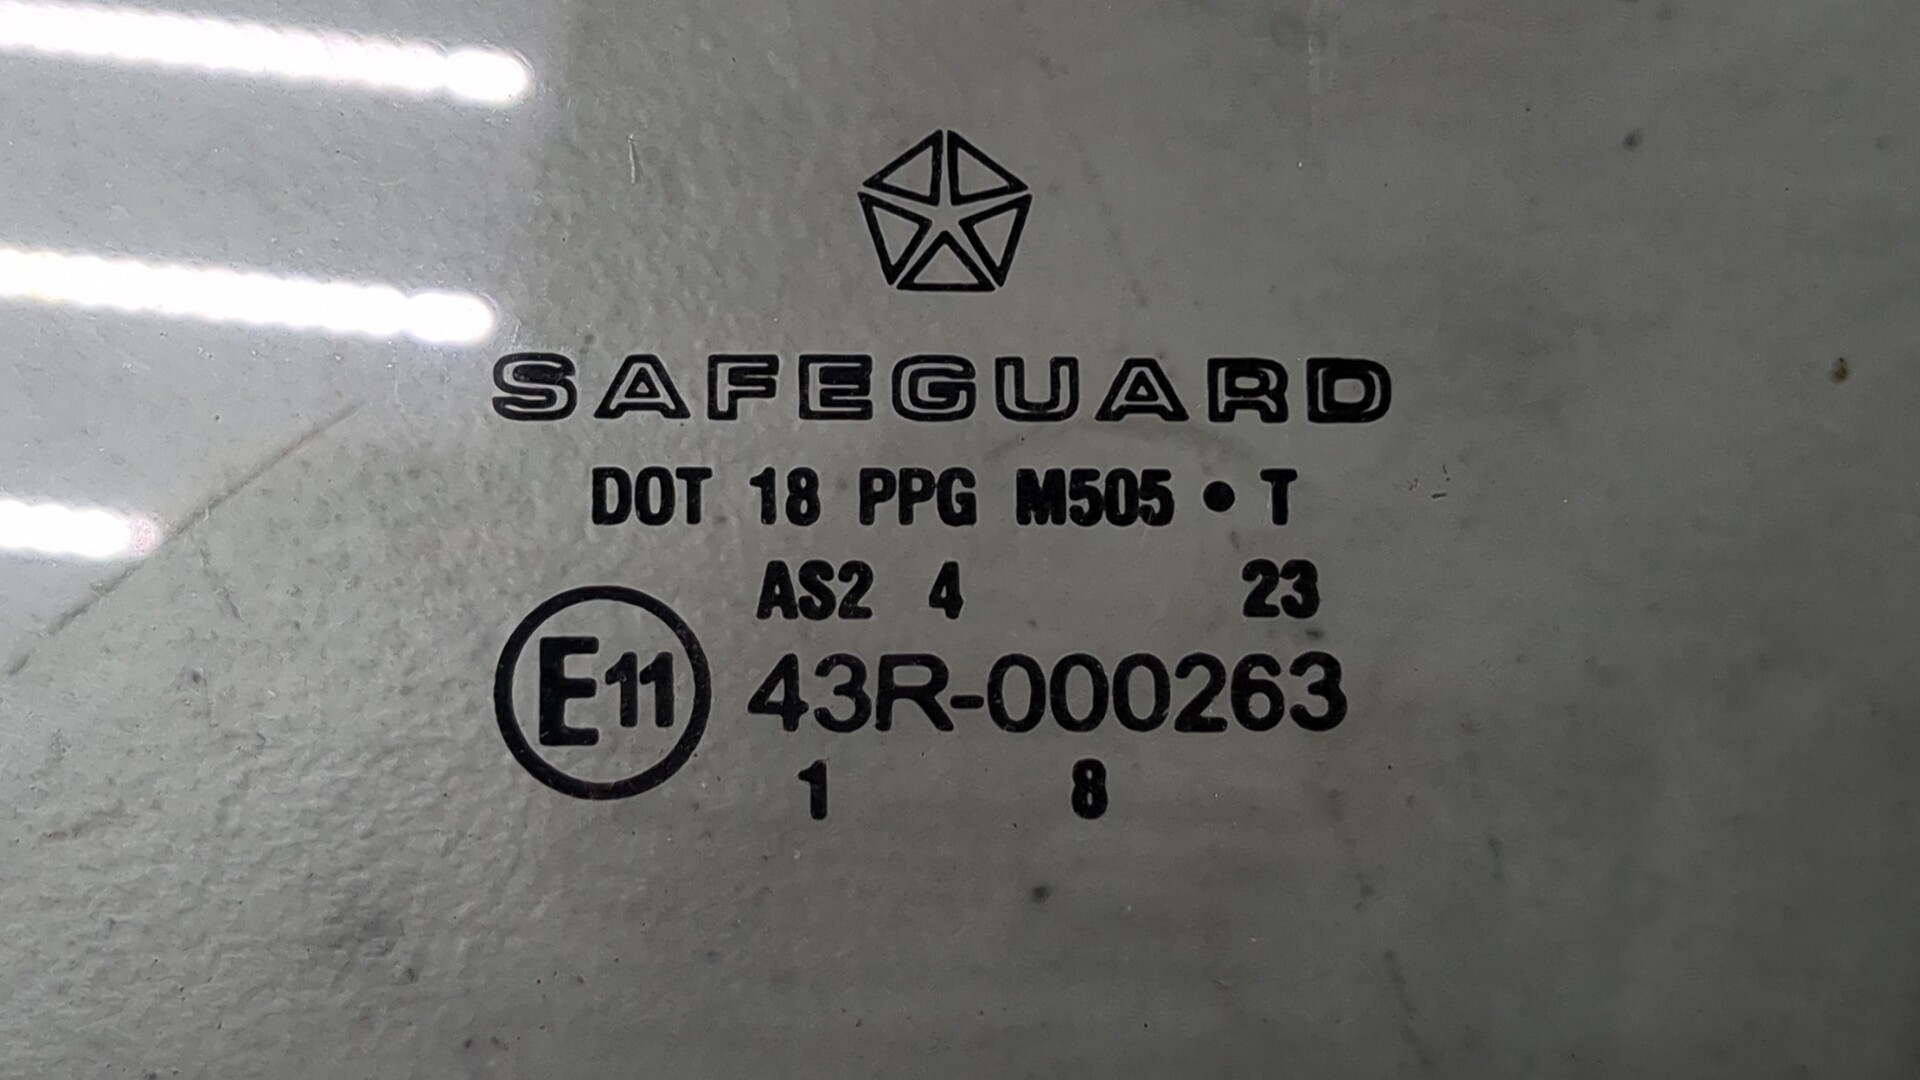 SAFEGUARD
DOT 18 PPG M505 • T
AS2 4 23
E11 43R-000263
1 8